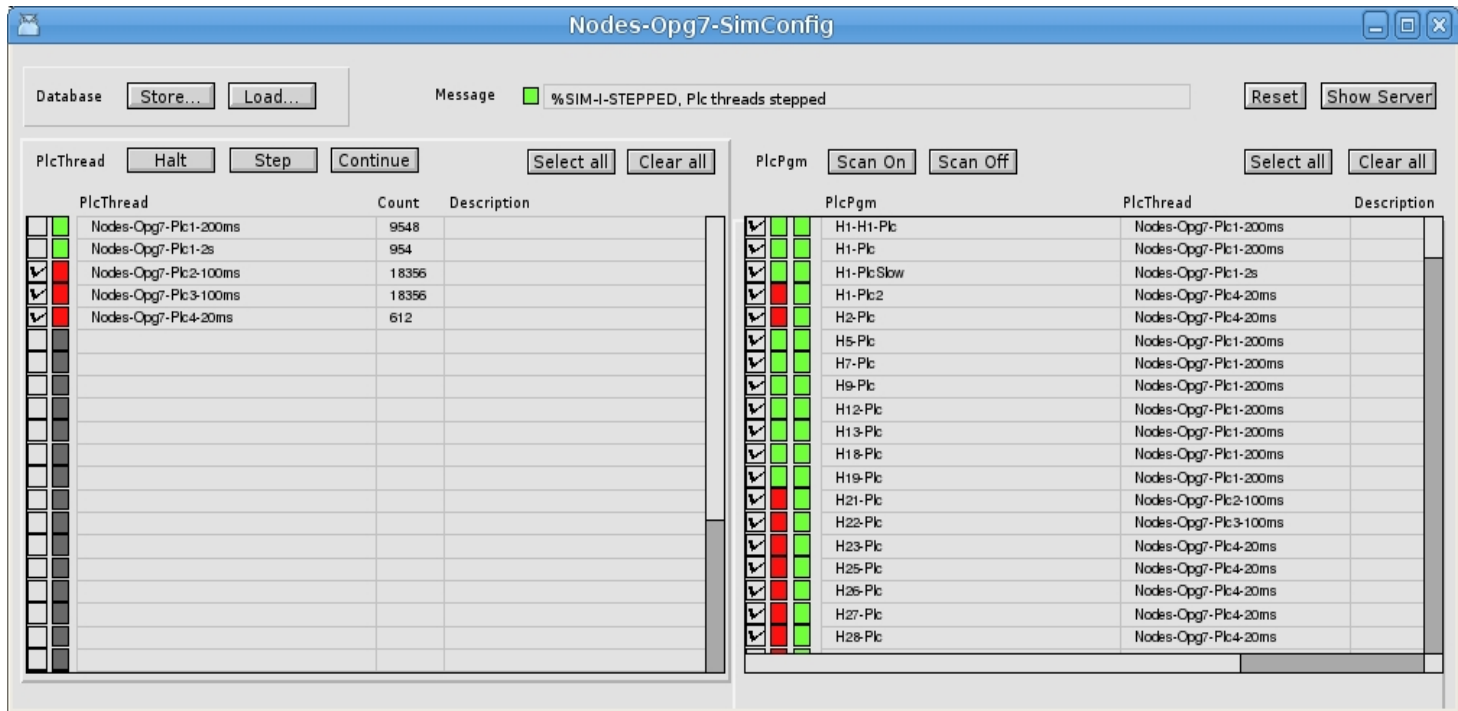 Nodes-Opg7-SimConfig
Database Store... Load... Message %SIM-I-STEPPED, Plc threads stepped Reset Show Server
PlcThread Halt Step Continue Select all Clear all PlcPgm Scan On Scan Off Select all Clear all
PlcThread Count Description PlcPgm PlcThread Description
Nodes-Opg7-Plc1-200ms 9548 H1-H1-Plc Nodes-Opg7-Plc1-200ms
Nodes-Opg7-Plc1-2s 954 H1-Plc Nodes-Opg7-Plc1-200ms
Nodes-Opg7-Plc2-100ms 18356 H1-PlcSlow Nodes-Opg7-Plc1-2s
Nodes-Opg7-Plc3-100ms 18356 H1-Plc2 Nodes-Opg7-Plc4-20ms
Nodes-Opg7-Plc4-20ms 612 H2-Plc Nodes-Opg7-Plc4-20ms
H5-Plc Nodes-Opg7-Plc1-200ms
H7-Plc Nodes-Opg7-Plc1-200ms
H9-Plc Nodes-Opg7-Plc1-200ms
H12-Plc Nodes-Opg7-Plc1-200ms
H13-Plc Nodes-Opg7-Plc1-200ms
H18-Plc Nodes-Opg7-Plc1-200ms
H19-Plc Nodes-Opg7-Plc1-200ms
H21-Plc Nodes-Opg7-Plc2-100ms
H22-Plc Nodes-Opg7-Plc3-100ms
H23-Plc Nodes-Opg7-Plc4-20ms
H25-Plc Nodes-Opg7-Plc4-20ms
H26-Plc Nodes-Opg7-Plc4-20ms
H27-Plc Nodes-Opg7-Plc4-20ms
H28-Plc Nodes-Opg7-Plc4-20ms